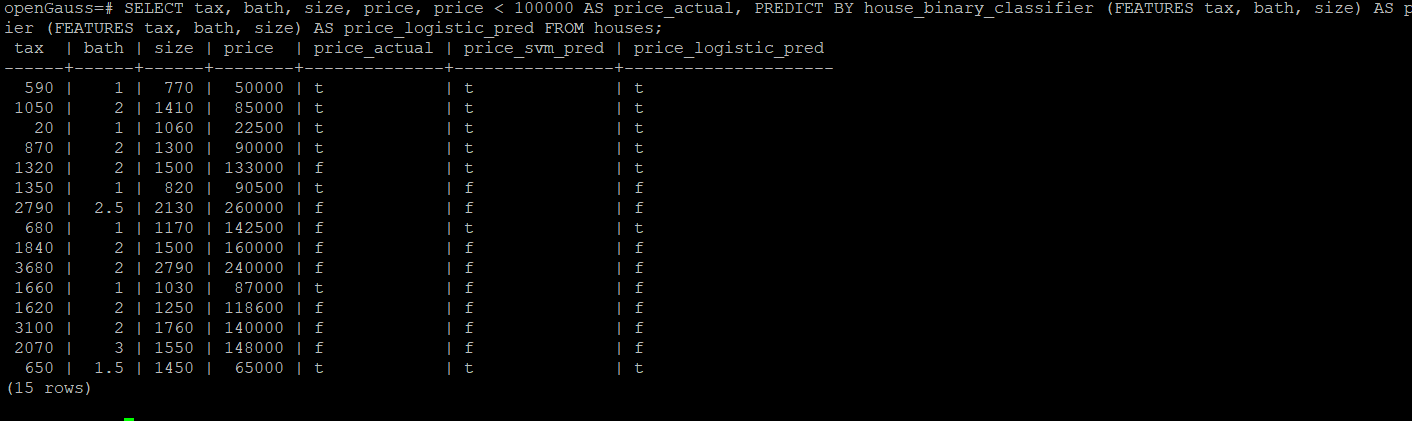 openGauss=# SELECT tax, bath, size, price, price < 100000 AS price_actual, PREDICT BY house_binary_classifier (FEATURES tax, bath, size) AS p
ier (FEATURES tax, bath, size) AS price_logistic_pred FROM houses;
 tax  | bath | size | price  | price_actual | price_svm_pred | price_logistic_pred
------+------+------+--------+--------------+----------------+---------------------
  590 |    1 |  770 |  50000 | t            | t              | t
 1050 |    2 | 1410 |  85000 | t            | t              | t
   20 |    1 | 1060 |  22500 | t            | t              | t
  870 |    2 | 1300 |  90000 | t            | t              | t
 1320 |    2 | 1500 | 133000 | f            | t              | t
 1350 |    1 |  820 |  90500 | t            | f              | f
 2790 |  2.5 | 2130 | 260000 | f            | f              | f
  680 |    1 | 1170 | 142500 | f            | t              | t
 1840 |    2 | 1500 | 160000 | f            | f              | f
 3680 |    2 | 2790 | 240000 | f            | f              | f
 1660 |    1 | 1030 |  87000 | t            | f              | f
 1620 |    2 | 1250 | 118600 | f            | f              | f
 3100 |    2 | 1760 | 140000 | f            | f              | f
 2070 |    3 | 1550 | 148000 | f            | f              | f
  650 |  1.5 | 1450 |  65000 | t            | t              | t
(15 rows)